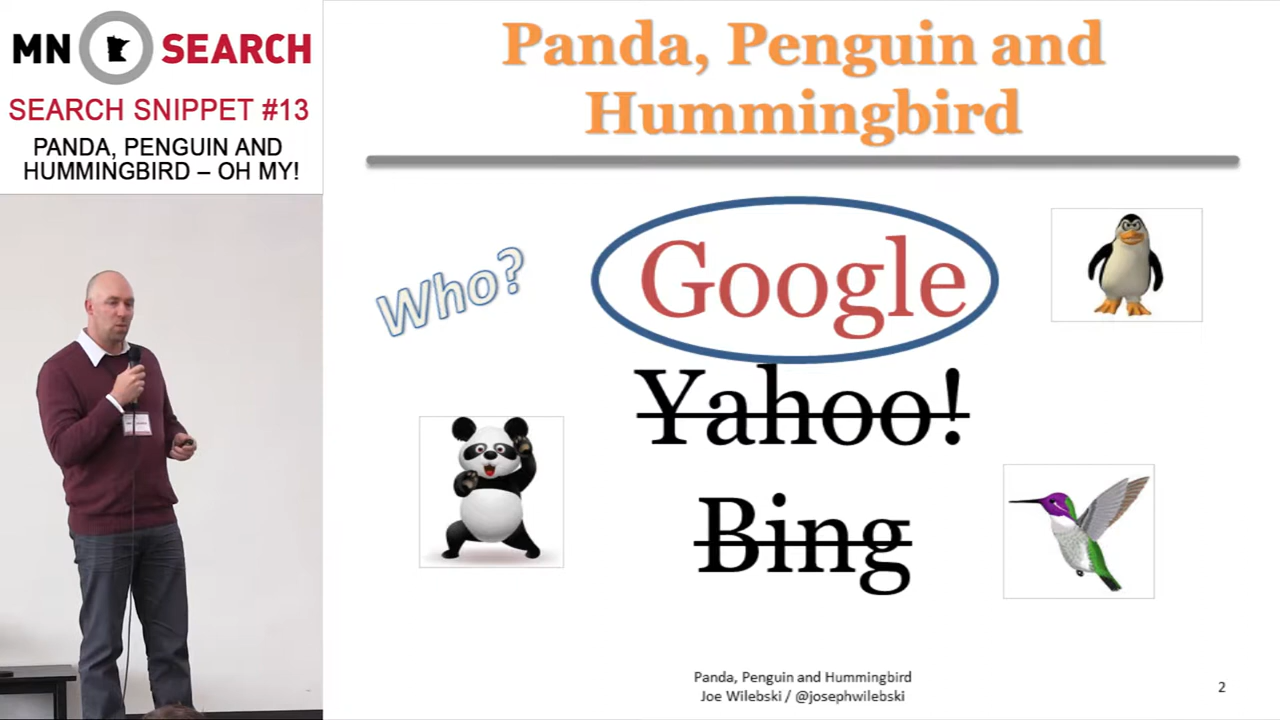 MN SEARCH
SEARCH SNIPPET #13
PANDA, PENGUIN AND
HUMMINGBIRD – OH MY!
Panda, Penguin and
Hummingbird
Who?
Google
Yahoo!
Bing
Panda, Penguin and Hummingbird
Joe Wilebski / @josephwilebski
2